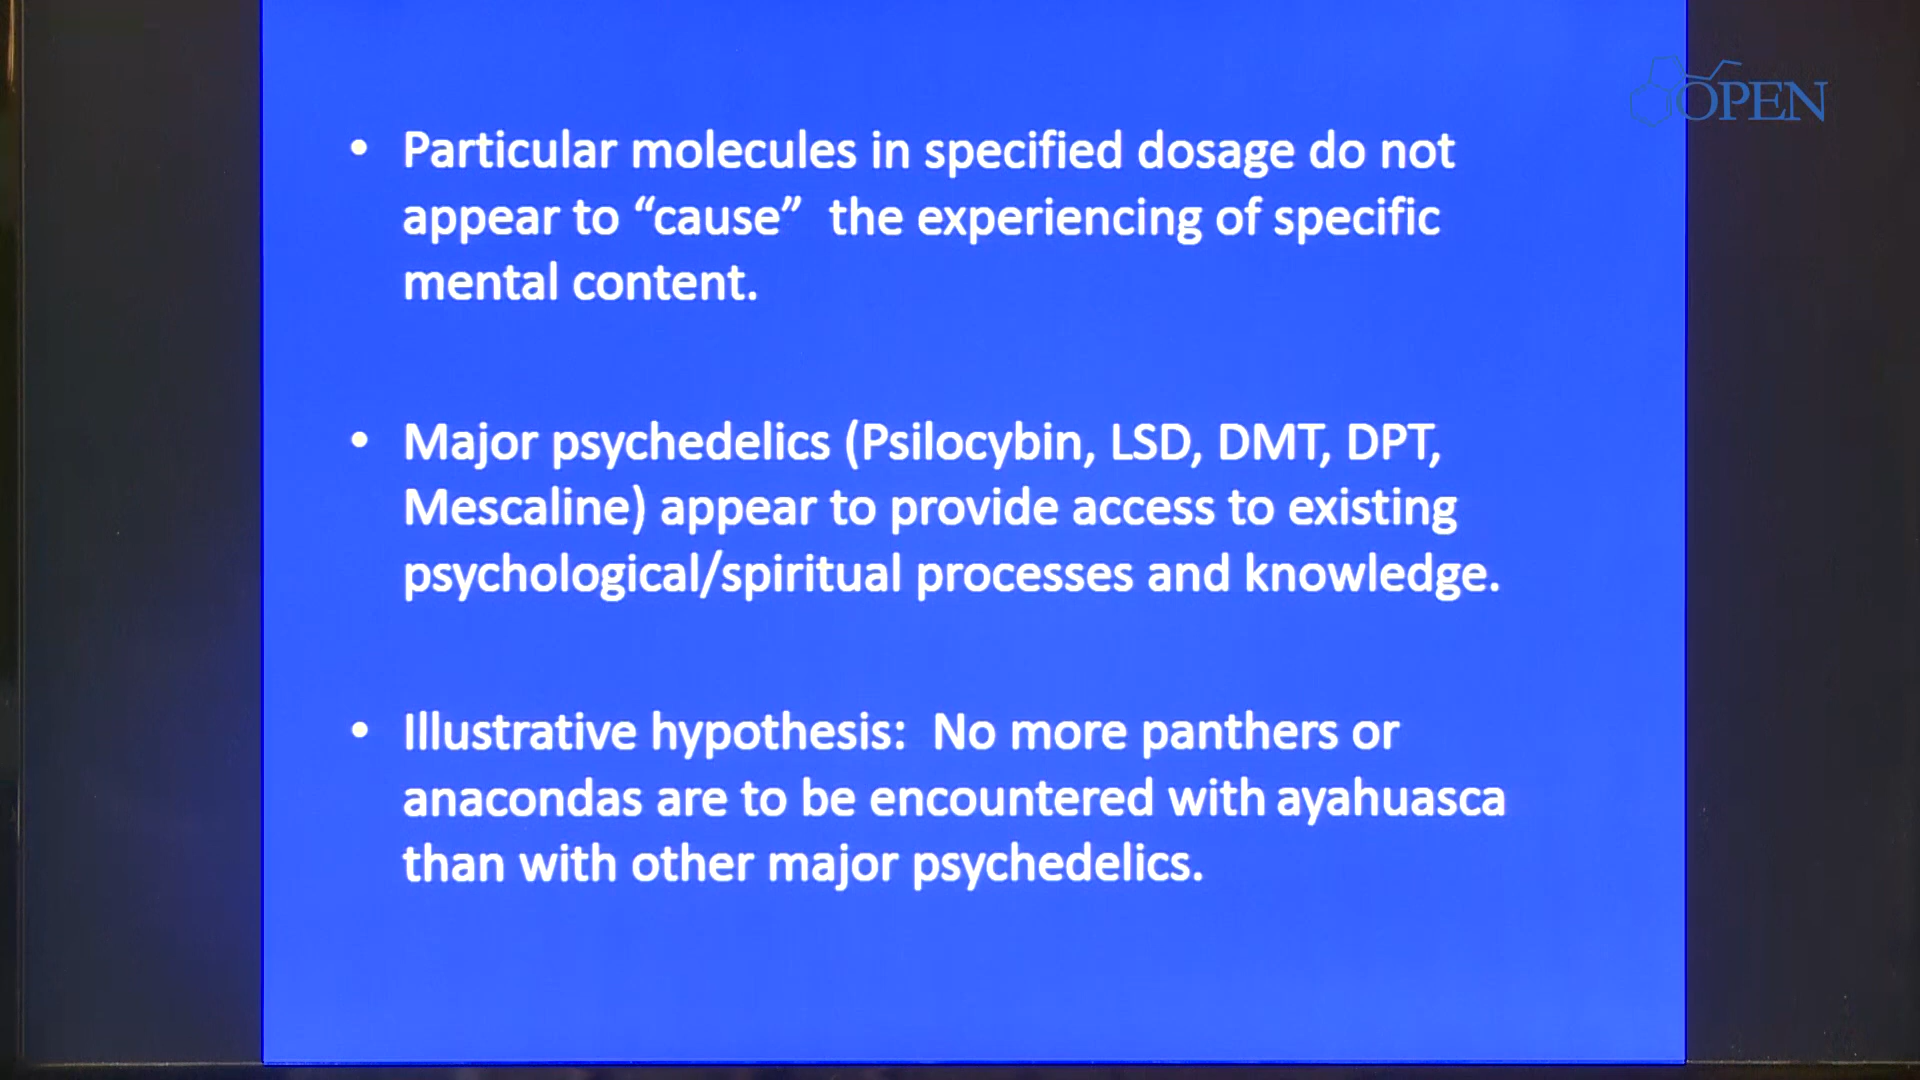 OPEN
• Particular molecules in specified dosage do not
appear to “cause”  the experiencing of specific
mental content.
• Major psychedelics (Psilocybin, LSD, DMT, DPT,
Mescaline) appear to provide access to existing
psychological/spiritual processes and knowledge.
• Illustrative hypothesis:  No more panthers or
anacondas are to be encountered with ayahuasca
than with other major psychedelics.